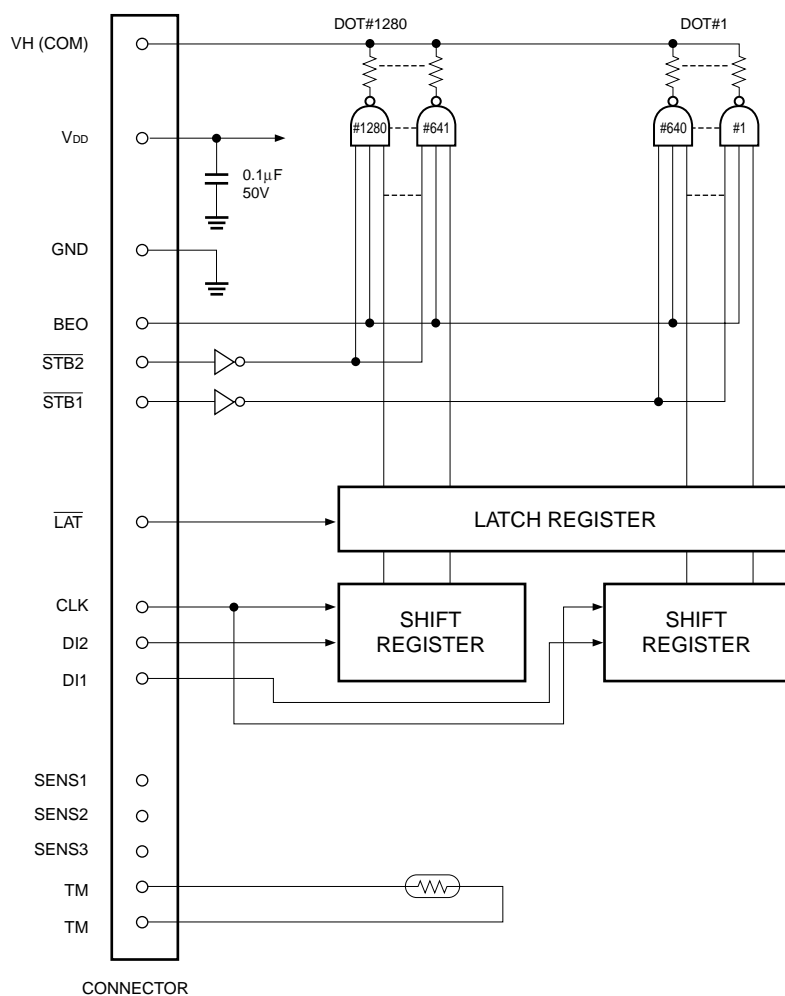 DOT#1280
DOT#1
VH (COM)
#1280
#641
#640
#1
VDD
0.1μF
50V
GND
BEO
STB2
STB1
LAT
LATCH REGISTER
CLK
SHIFT
REGISTER
SHIFT
REGISTER
DI2
DI1
SENS1
SENS2
SENS3
TM
TM
CONNECTOR